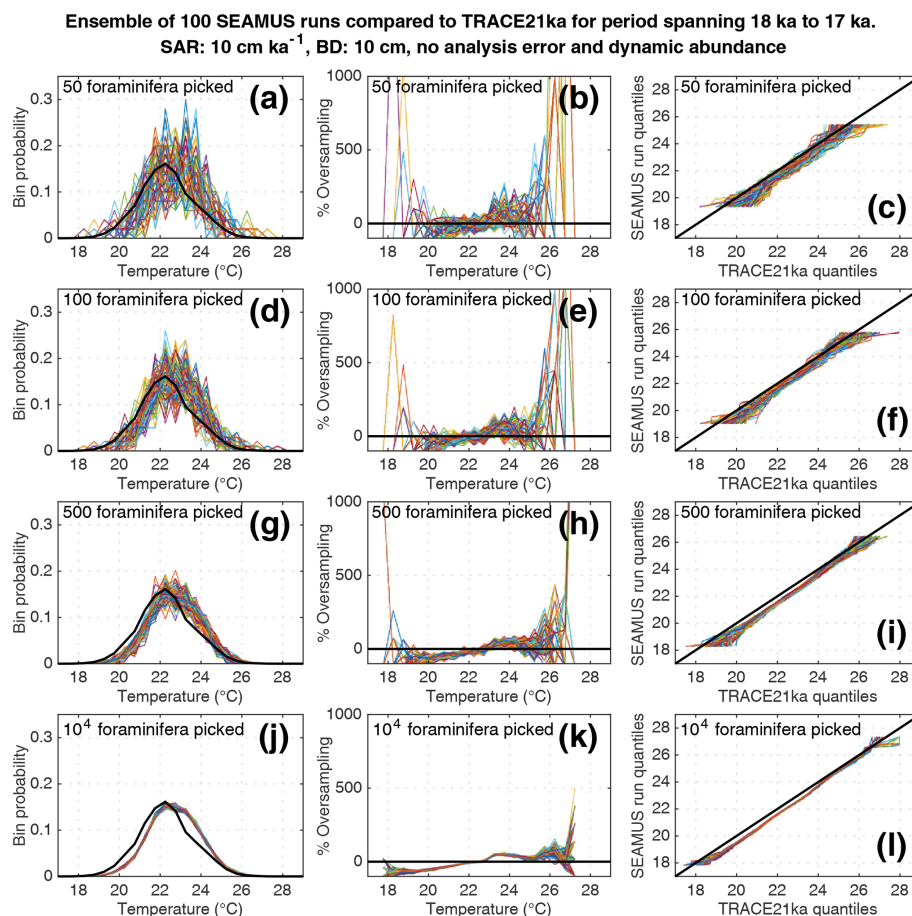 Ensemble of 100 SEAMUS runs compared to TRACE21ka for period spanning 18 ka to 17 ka.
SAR: 10 cm ka⁻¹, BD: 10 cm, no analysis error and dynamic abundance
50 foraminifera picked
(a)
Bin probability
0.3
0.2
0.1
0
18 20 22 24 26 28
Temperature (°C)
50 foraminifera picked
(b)
% Oversampling
1000
500
0
18 20 22 24 26 28
Temperature (°C)
50 foraminifera picked
(c)
SEAMUS run quantiles
28
26
24
22
20
18
18 20 22 24 26 28
TRACE21ka quantiles
100 foraminifera picked
(d)
Bin probability
0.3
0.2
0.1
0
18 20 22 24 26 28
Temperature (°C)
100 foraminifera picked
(e)
% Oversampling
1000
500
0
18 20 22 24 26 28
Temperature (°C)
100 foraminifera picked
(f)
SEAMUS run quantiles
28
26
24
22
20
18
18 20 22 24 26 28
TRACE21ka quantiles
500 foraminifera picked
(g)
Bin probability
0.3
0.2
0.1
0
18 20 22 24 26 28
Temperature (°C)
500 foraminifera picked
(h)
% Oversampling
1000
500
0
18 20 22 24 26 28
Temperature (°C)
500 foraminifera picked
(i)
SEAMUS run quantiles
28
26
24
22
20
18
18 20 22 24 26 28
TRACE21ka quantiles
10⁴ foraminifera picked
(j)
Bin probability
0.3
0.2
0.1
0
18 20 22 24 26 28
Temperature (°C)
10⁴ foraminifera picked
(k)
% Oversampling
1000
500
0
18 20 22 24 26 28
Temperature (°C)
10⁴ foraminifera picked
(l)
SEAMUS run quantiles
28
26
24
22
20
18
18 20 22 24 26 28
TRACE21ka quantiles